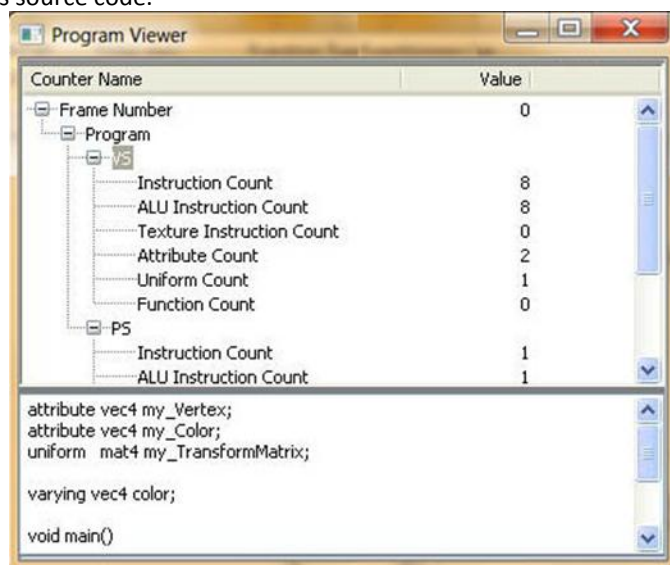 s source code.
Program Viewer
Counter Name Value
Frame Number 0
Program
VS
Instruction Count 8
ALU Instruction Count 8
Texture Instruction Count 0
Attribute Count 2
Uniform Count 1
Function Count 0
PS
Instruction Count 1
ALU Instruction Count 1
attribute vec4 my_Vertex;
attribute vec4 my_Color;
uniform mat4 my_TransformMatrix;
varying vec4 color;
void main()